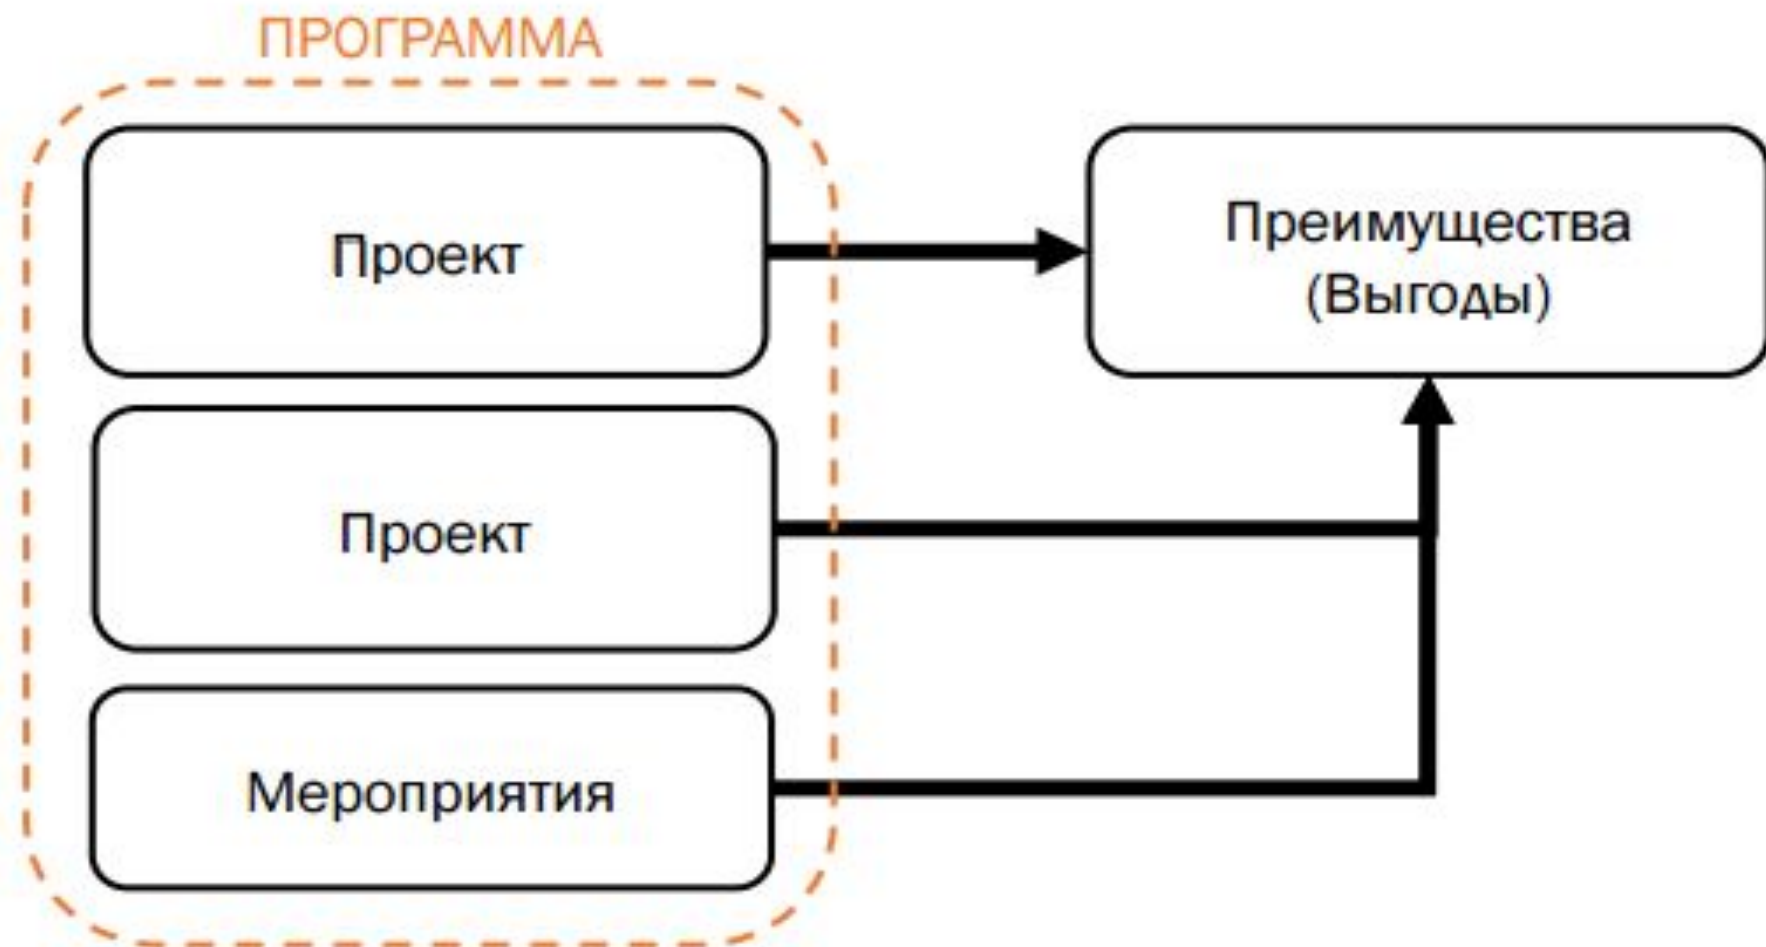 ПРОГРАММА
Проект
Преимущества
(Выгоды)
Проект
Мероприятия